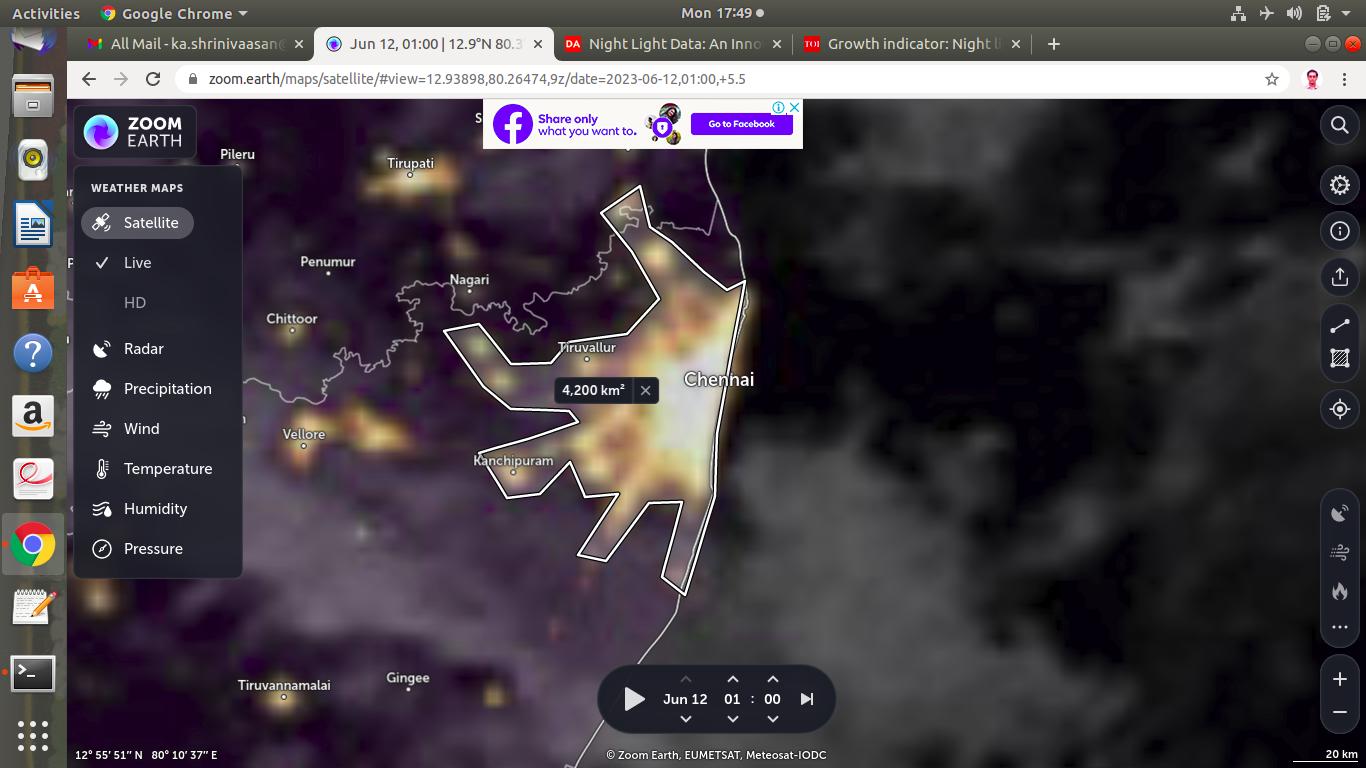 Activities
Google Chrome
Mon 17:49
All Mail - ka.shrinivaasan@
Jun 12, 01:00 | 12.9°N 80.3°
Night Light Data: An Inno
Growth indicator: Night li
zoom.earth/maps/satellite/#view=12.93898,80.26474,9z/date=2023-06-12,01:00,+5.5
ZOOM
EARTH
Share only
what you want to.
Go to Facebook
Pileru
Tirupati
WEATHER MAPS
Satellite
Live
HD
Radar
Precipitation
Wind
Temperature
Humidity
Pressure
Penumur
Nagari
Chittoor
Tiruvallur
4,200 km²
Chennai
Vellore
Kanchipuram
Tiruvannamalai
Gingee
Jun 12 01 : 00
12° 55' 51" N 80° 10' 37" E
© Zoom Earth, EUMETSAT, Meteosat-IODC
20 km